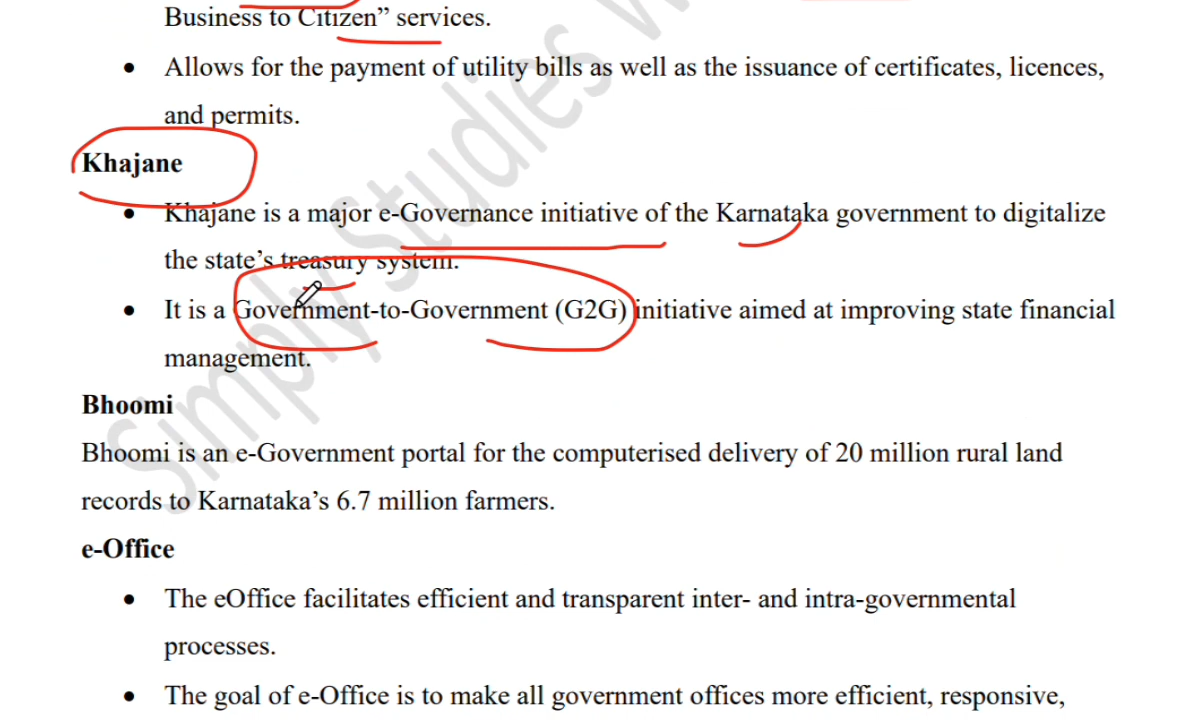 Business to Citizen” services.
• Allows for the payment of utility bills as well as the issuance of certificates, licences,
and permits.
Khajane
• Khajane is a major e-Governance initiative of the Karnataka government to digitalize
the state’s treasury system.
• It is a Government-to-Government (G2G) initiative aimed at improving state financial
management.
Bhoomi
Bhoomi is an e-Government portal for the computerised delivery of 20 million rural land
records to Karnataka’s 6.7 million farmers.
e-Office
• The eOffice facilitates efficient and transparent inter- and intra-governmental
processes.
• The goal of e-Office is to make all government offices more efficient, responsive,
Simply Studies